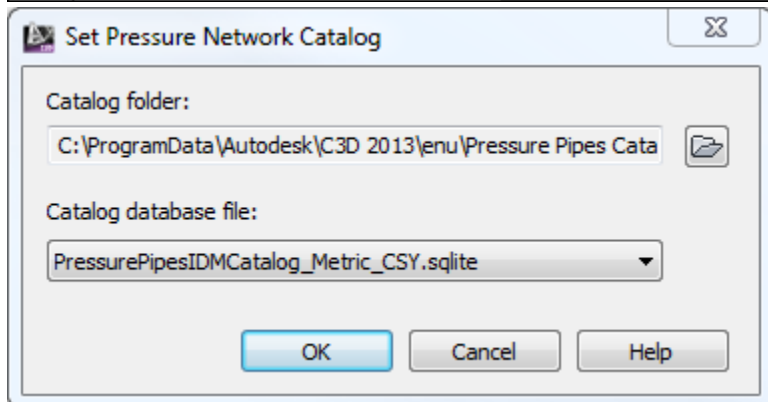 Set Pressure Network Catalog
Catalog folder:
C:\ProgramData\Autodesk\C3D 2013\enu\Pressure Pipes Cata
Catalog database file:
PressurePipesIDMCatalog_Metric_CSY.sqlite
OK Cancel Help